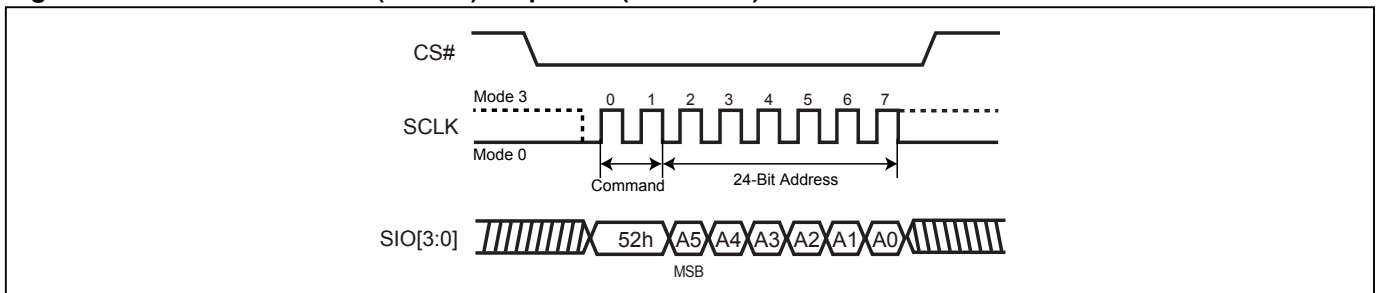 CS#
Mode 3
0 1 2 3 4 5 6 7
SCLK
Mode 0
Command
24-Bit Address
SIO[3:0]
52h A5 A4 A3 A2 A1 A0
MSB